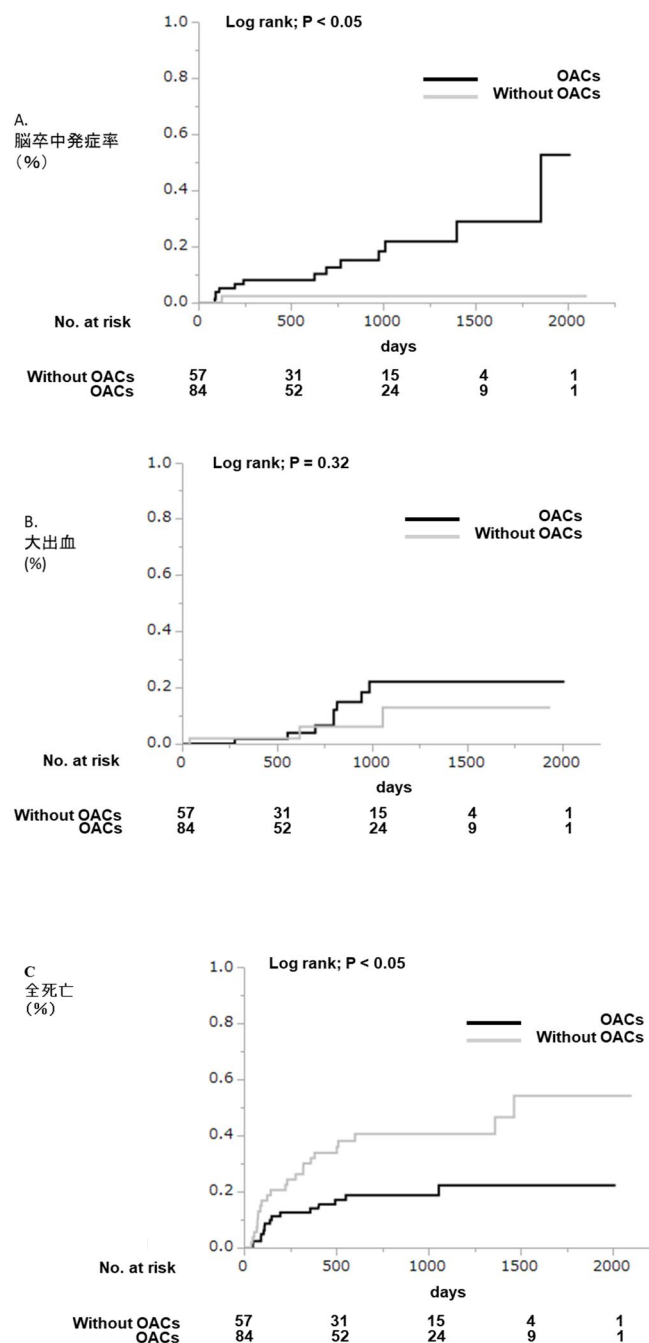 Log rank; P < 0.05
1.0
OACs
Without OACs
0.8
A.
脳卒中発症率
（%）
0.6
0.4
0.2
0.0
No. at risk
0 500 1000 1500 2000
days
Without OACs 57 31 15 4 1
OACs 84 52 24 9 1
Log rank; P = 0.32
1.0
OACs
Without OACs
0.8
B.
大出血
(%)
0.6
0.4
0.2
0.0
No. at risk
0 500 1000 1500 2000
days
Without OACs 57 31 15 4 1
OACs 84 52 24 9 1
Log rank; P < 0.05
C
全死亡
（%）
1.0
OACs
Without OACs
0.8
0.6
0.4
0.2
0.0
No. at risk
0 500 1000 1500 2000
days
Without OACs 57 31 15 4 1
OACs 84 52 24 9 1